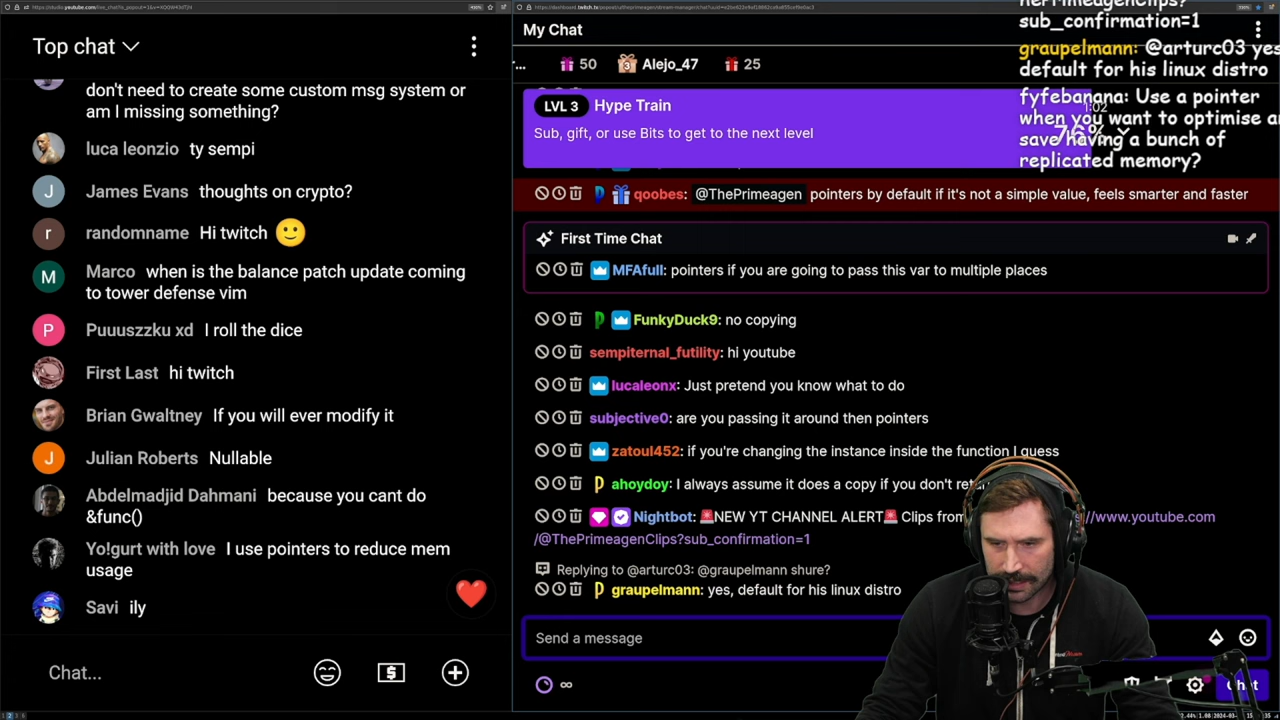 Top chat
don't need to create some custom msg system or
am I missing something?
luca leonzio ty sempi
J James Evans thoughts on crypto?
r randomname Hi twitch 🙂
M Marco when is the balance patch update coming
to tower defense vim
P Puuuszzku xd I roll the dice
First Last hi twitch
Brian Gwaltney If you will ever modify it
J Julian Roberts Nullable
Abdelmadjid Dahmani because you cant do
&func()
Yo!gurt with love I use pointers to reduce mem
usage
Savi ily
Chat...
My Chat
... 50 3 Alejo_47 25
LVL 3 Hype Train
1:02
Sub, gift, or use Bits to get to the next level
76%
qoobes: @ThePrimeagen pointers by default if it's not a simple value, feels smarter and faster
First Time Chat
MFAfull: pointers if you are going to pass this var to multiple places
FunkyDuck9: no copying
sempiternal_futility: hi youtube
lucaleonx: Just pretend you know what to do
subjective0: are you passing it around then pointers
zatoul452: if you're changing the instance inside the function I guess
ahoydoy: I always assume it does a copy if you don't
Nightbot: 🚨NEW YT CHANNEL ALERT🚨 Clips from //www.youtube.com
/@ThePrimeagenClips?sub_confirmation=1
Replying to @arturc03: @graupelmann shure?
graupelmann: yes, default for his linux distro
Send a message
∞
Chat
sub_confirmation=1
graupelmann: @arturc03 yes,
default for his linux distro
fyfebanana: Use a pointer
when you want to optimise
save having a bunch of
replicated memory?